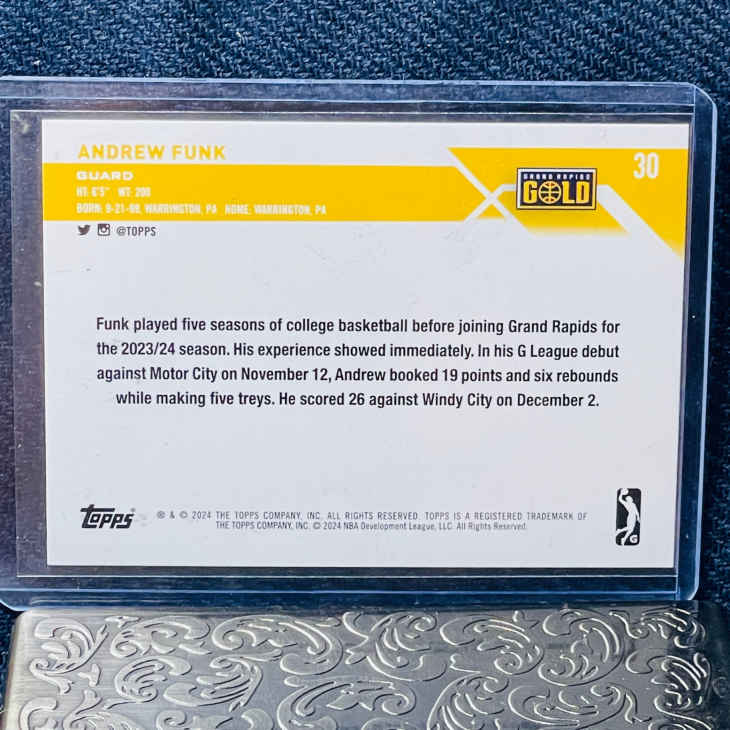 ANDREW FUNK
30
GUARD
HT: 6'5" WT: 200
BORN: 9-21-99, WARRINGTON, PA HOME: WARRINGTON, PA
GRAND RAPIDS
GOLD
@TOPPS
Funk played five seasons of college basketball before joining Grand Rapids for
the 2023/24 season. His experience showed immediately. In his G League debut
against Motor City on November 12, Andrew booked 19 points and six rebounds
while making five treys. He scored 26 against Windy City on December 2.
Topps
® & © 2024 THE TOPPS COMPANY, INC. ALL RIGHTS RESERVED. TOPPS IS A REGISTERED TRADEMARK OF
THE TOPPS COMPANY, INC. © 2024 NBA Development League, LLC. All Rights Reserved.
G